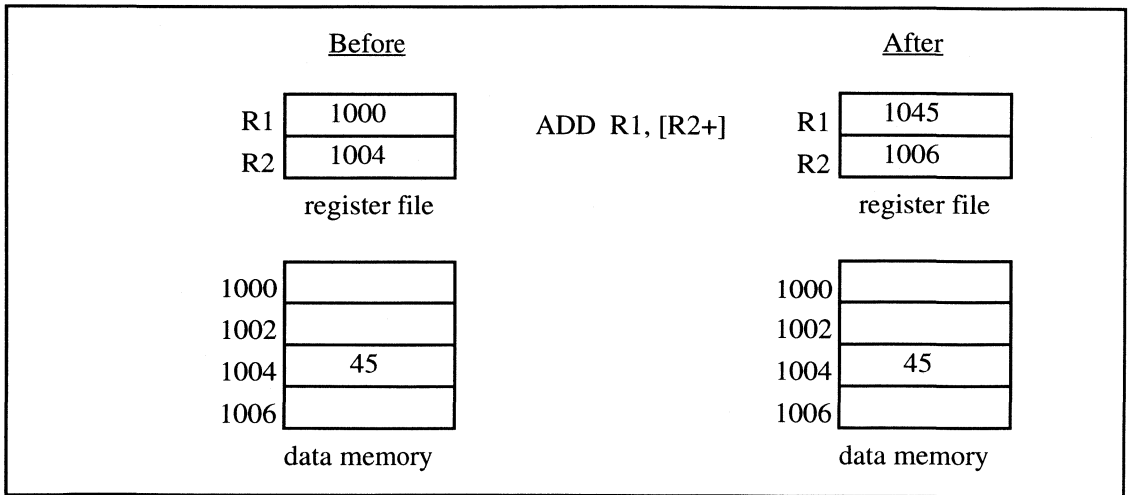 Before
R1 1000
R2 1004
register file
1000
1002
1004 45
1006
data memory
ADD R1, [R2+]
After
R1 1045
R2 1006
register file
1000
1002
1004 45
1006
data memory